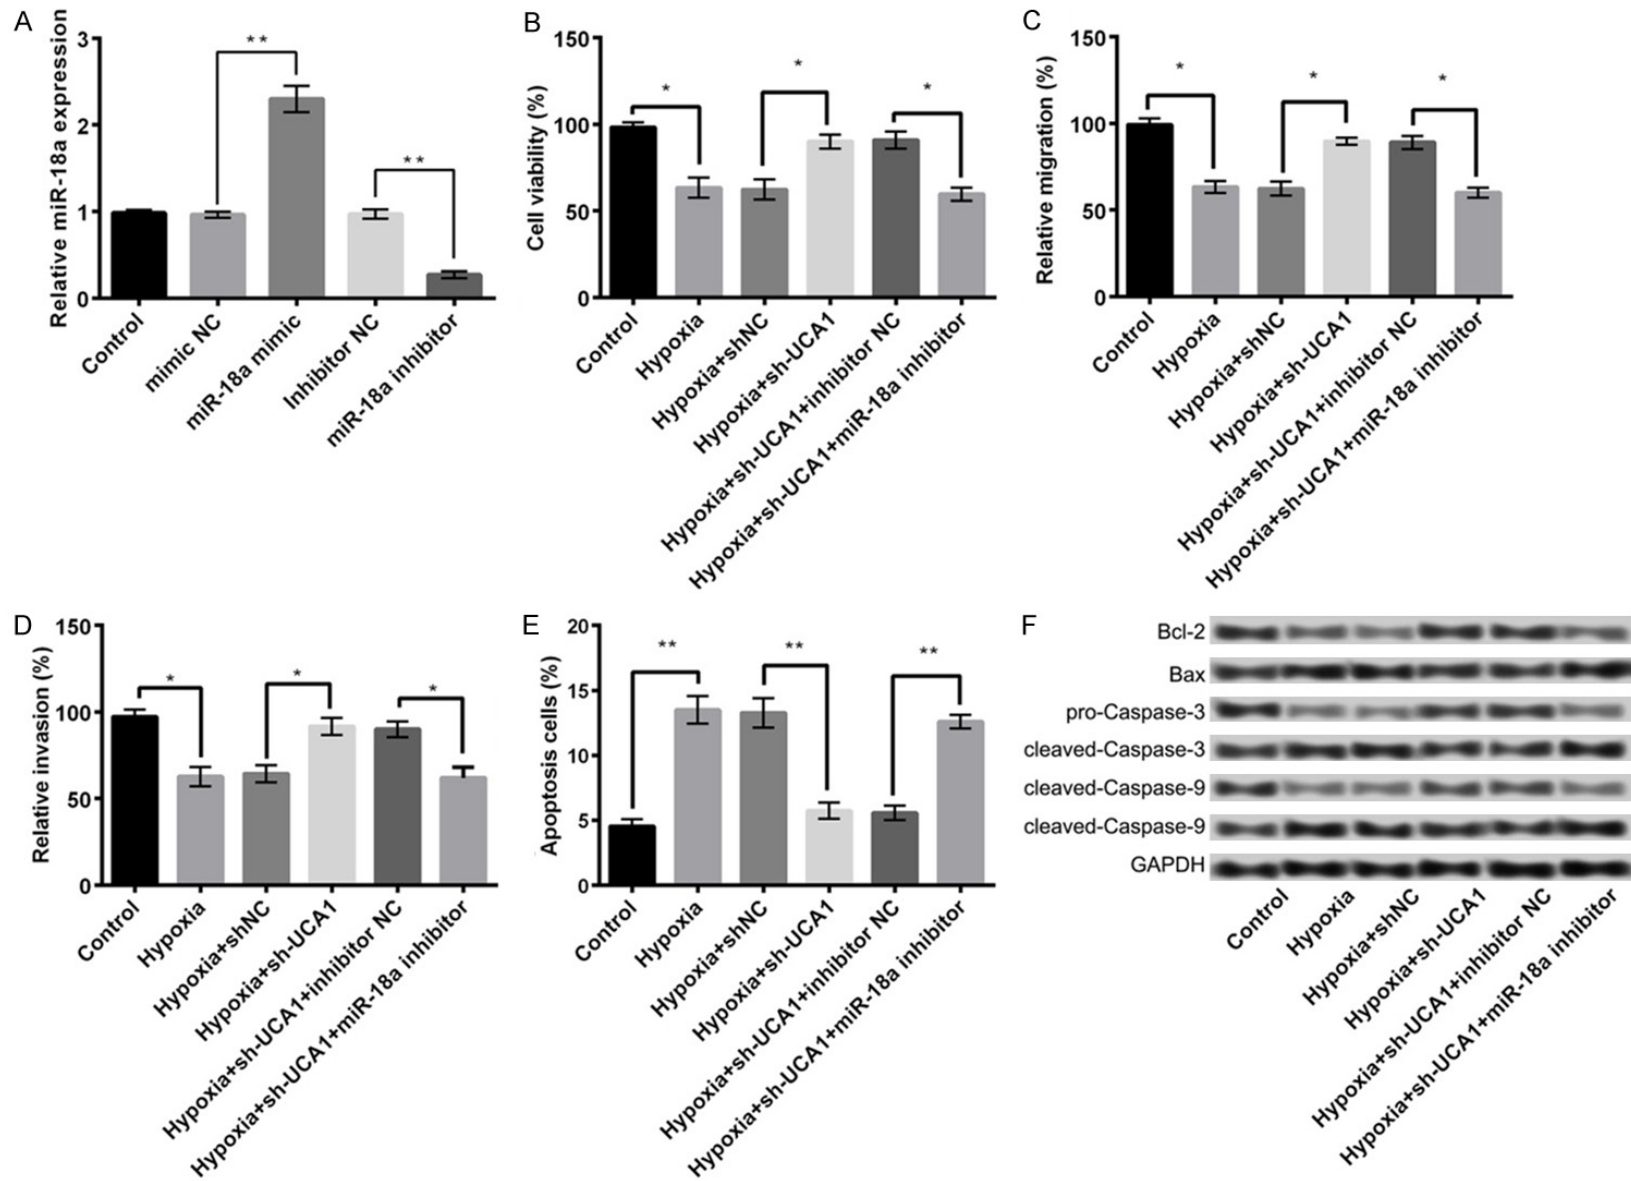 A
Relative miR-18a expression
3
2
1
0
**
**
Control
mimic NC
miR-18a mimic
Inhibitor NC
miR-18a inhibitor
B
Cell viability (%)
150
100
50
0
*
*
*
Control
Hypoxia
Hypoxia+shNC
Hypoxia+sh-UCA1
Hypoxia+sh-UCA1+inhibitor NC
Hypoxia+sh-UCA1+miR-18a inhibitor
C
Relative migration (%)
150
100
50
0
*
*
*
Control
Hypoxia
Hypoxia+shNC
Hypoxia+sh-UCA1
Hypoxia+sh-UCA1+inhibitor NC
Hypoxia+sh-UCA1+miR-18a inhibitor
D
Relative invasion (%)
150
100
50
0
*
*
*
Control
Hypoxia
Hypoxia+shNC
Hypoxia+sh-UCA1
Hypoxia+sh-UCA1+inhibitor NC
Hypoxia+sh-UCA1+miR-18a inhibitor
E
Apoptosis cells (%)
20
15
10
5
0
**
**
**
Control
Hypoxia
Hypoxia+shNC
Hypoxia+sh-UCA1
Hypoxia+sh-UCA1+inhibitor NC
Hypoxia+sh-UCA1+miR-18a inhibitor
F
Bcl-2
Bax
pro-Caspase-3
cleaved-Caspase-3
cleaved-Caspase-9
cleaved-Caspase-9
GAPDH
Control
Hypoxia
Hypoxia+shNC
Hypoxia+sh-UCA1
Hypoxia+sh-UCA1+inhibitor NC
Hypoxia+sh-UCA1+miR-18a inhibitor